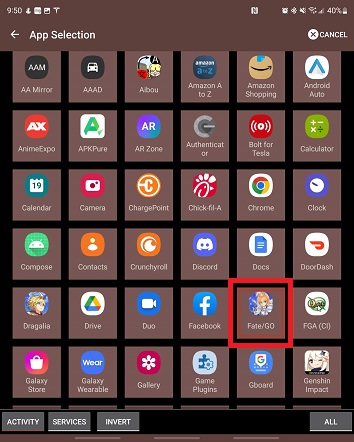 9:50
40%
App Selection
CANCEL
AAM
AA Mirror
AAAD
Aibou
a to z
Amazon A
to Z
Amazon
Shopping
Android
Auto
AX
AnimeExpo
APKPure
AR
AR Zone
Authenticat
or
Bolt for
Tesla
Calculator
19
Calendar
Camera
ChargePoint
Chick-fil-A
Chrome
Clock
Compose
Contacts
Crunchyroll
Discord
Docs
DoorDash
Dragalia
Drive
Duo
Facebook
Fate/GO
FGA (CI)
Galaxy
Store
Wear
Galaxy
Wearable
Gallery
Game
Plugins
Gboard
Genshin
Impact
ACTIVITY
SERVICES
INVERT
ALL